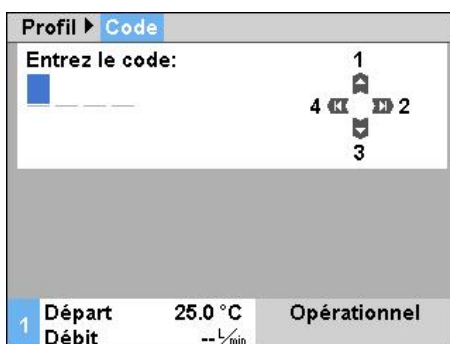 Profil ▶ Code
Entrez le code:
1
4 2
3
1
Départ 25.0 °C
Opérationnel
Débit -- L/min